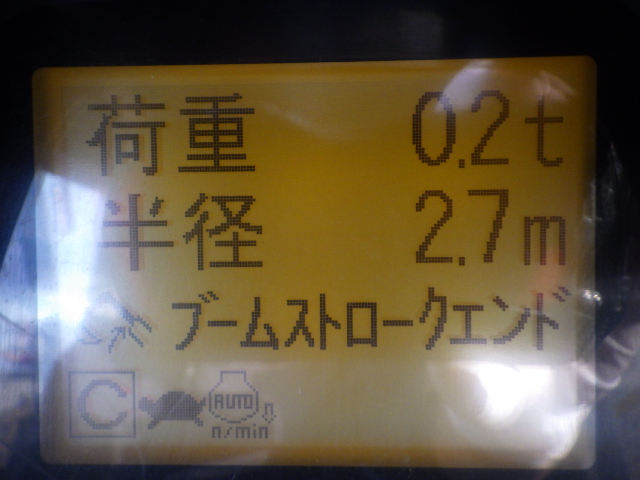 荷重 0.2t
半径 2.7m
ブームストロークエンド
C AUTO
n/min